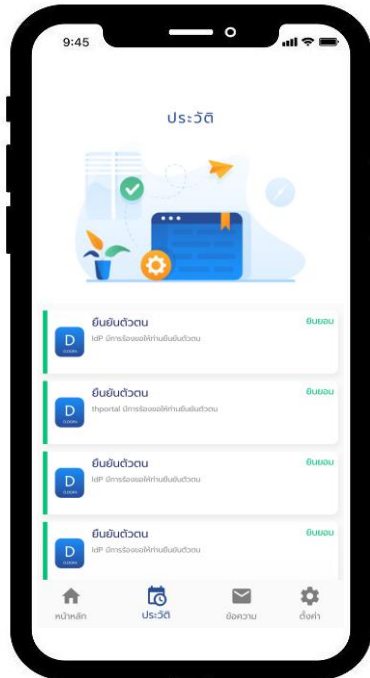 9:45
ประวัติ
ยืนยันตัวตน
ยินยอม
IdP มีการร้องขอให้ท่านยืนยันตัวตน
D
D.DOPA
ยืนยันตัวตน
ยินยอม
thportal มีการร้องขอให้ท่านยืนยันตัวตน
D
D.DOPA
ยืนยันตัวตน
ยินยอม
IdP มีการร้องขอให้ท่านยืนยันตัวตน
D
D.DOPA
ยืนยันตัวตน
ยินยอม
IdP มีการร้องขอให้ท่านยืนยันตัวตน
D
D.DOPA
หน้าหลัก
ประวัติ
ข้อความ
ตั้งค่า